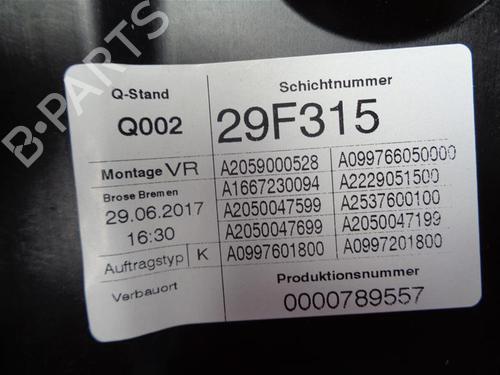 Q-Stand
Q002
Schichtnummer
29F315
Montage VR
Brose Bremen
29.06.2017
16:30
A2059000528 A099766050000
A1667230094 A2229051500
A2050047599 A2537600100
A2050047699 A2050047199
A0997601800 A0997201800
Auftragstyp K
Verbauort
Produktionsnummer
0000789557
B-PARTS